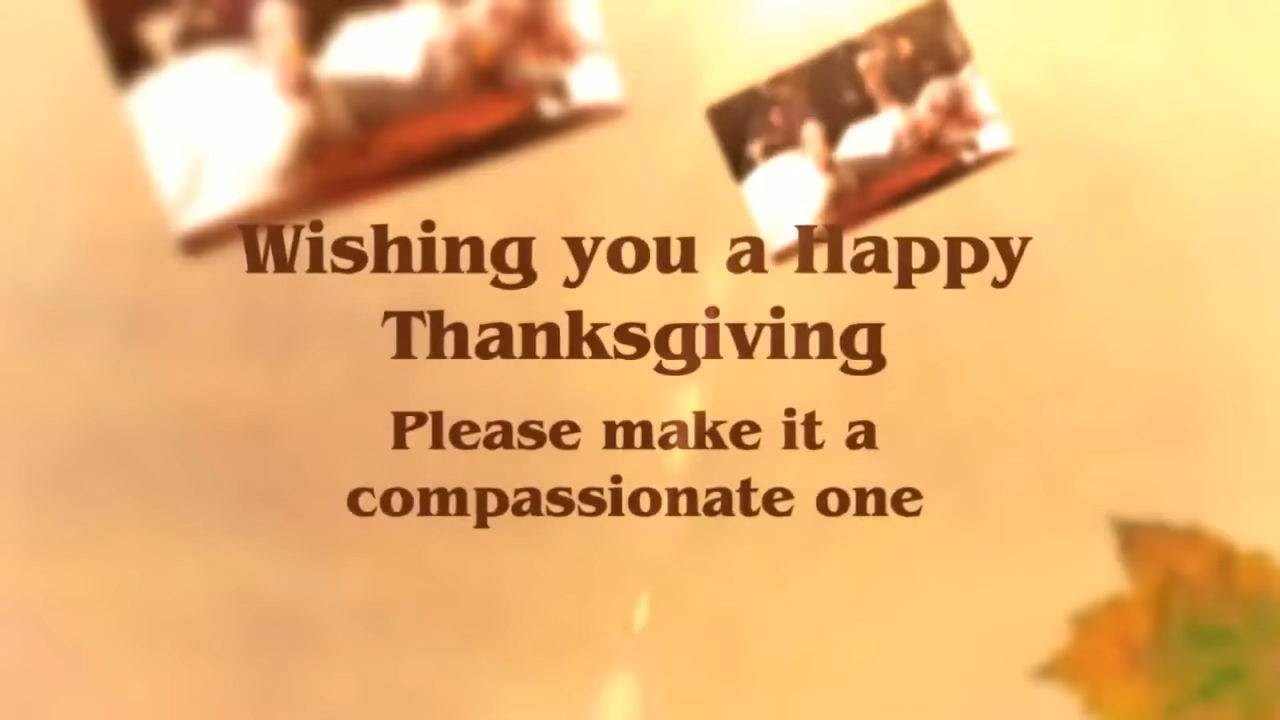 Wishing you a Happy
Thanksgiving
Please make it a
compassionate one